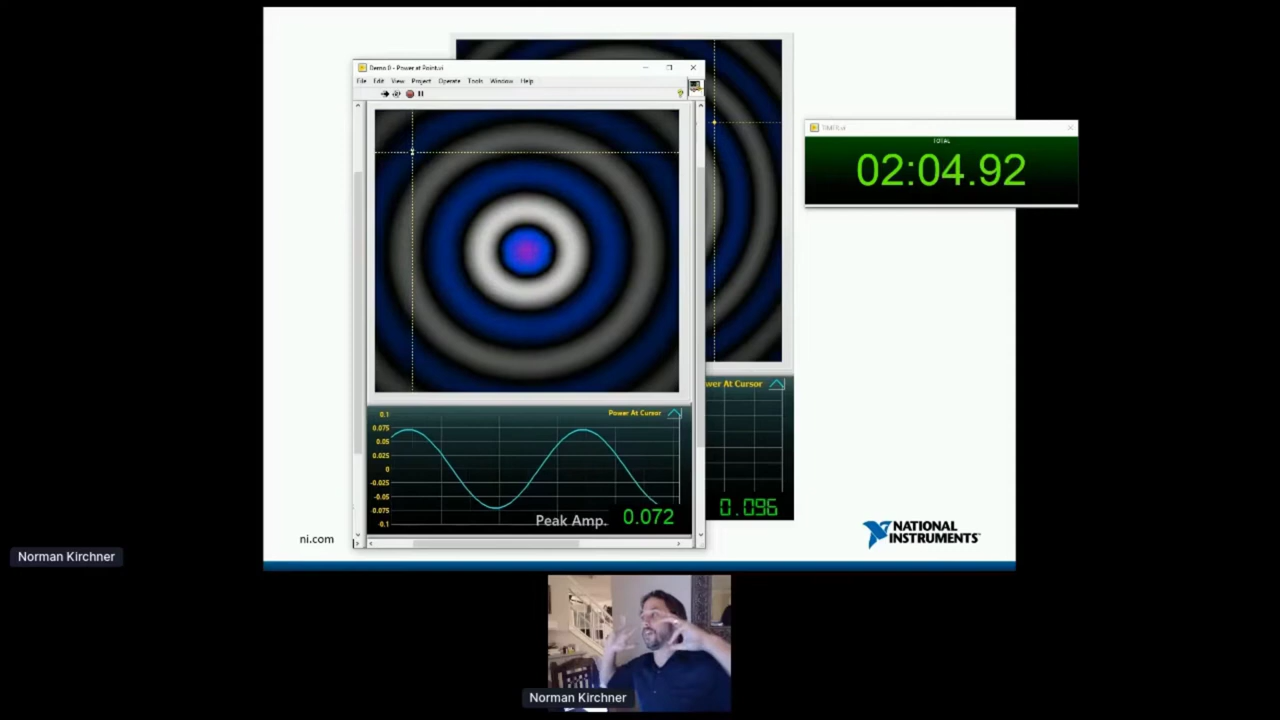 Demo 0 - Power at Point.vi
File Edit View Project Operate Tools Window Help
TOTAL
02:04.92
Power At Cursor
0.1
0.075
0.05
0.025
0
-0.025
-0.05
-0.075
-0.1
Peak Amp.
0.072
wer At Cursor
0.096
ni.com
NATIONAL
INSTRUMENTS
Norman Kirchner
Norman Kirchner